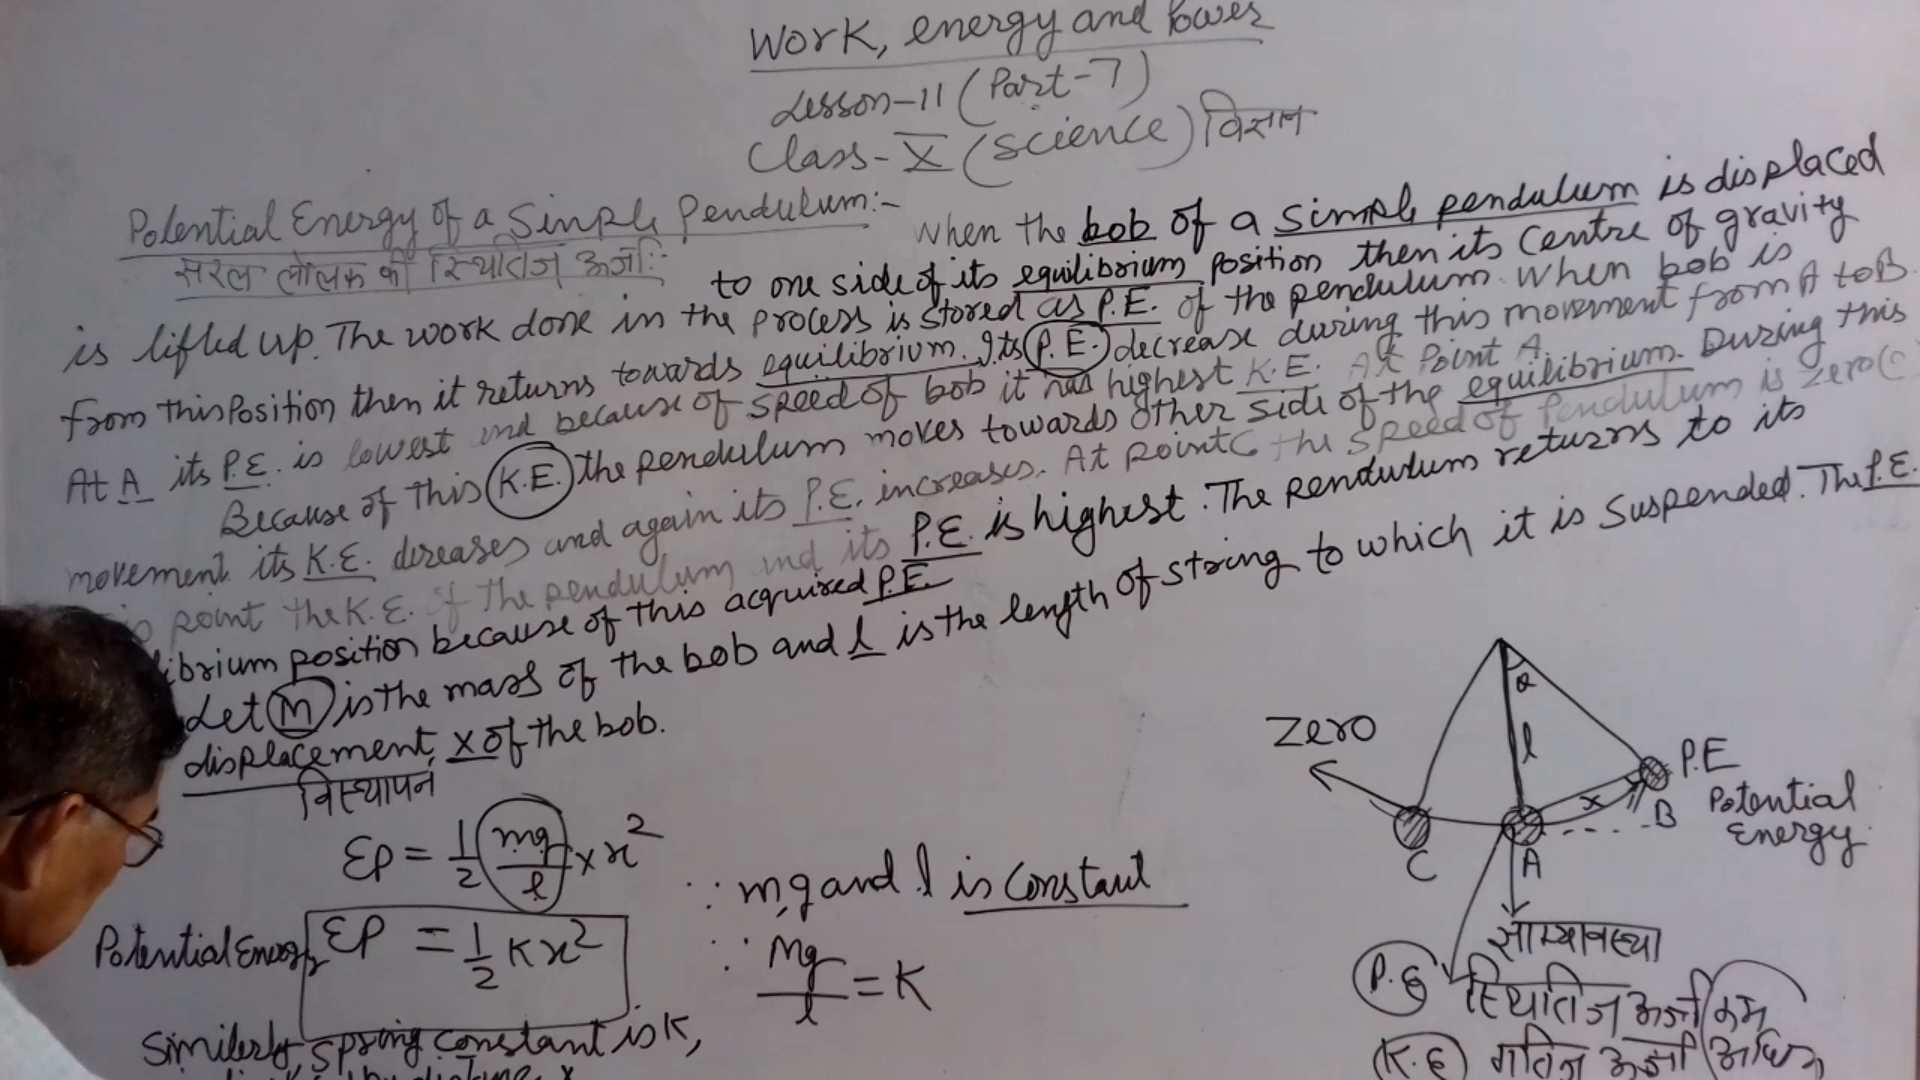 Work, energy and Power
Lesson-11 (Part-7)
Class-X (Science) विज्ञान
Potential Energy of a Simple Pendulum:-
सरल लोलक की स्थितिज ऊर्जा:-
When the bob of a simple pendulum is displaced
to one side of its equilibrium position then its Centre of gravity
is lifted up. The work done in the process is stored as P.E. of the pendulum. When bob is
from this Position then it returns towards equilibrium. Its P.E. decrease during this movement from A to B
At A its P.E. is lowest and because of speed of bob it has highest K.E. At Point A
Because of this K.E. the pendulum moves towards other side of the equilibrium. During this
movement its K.E. dereases and again its P.E. increases. At point C the speed of Pendulum is zero(0
point the K.E. of the pendulum and its P.E. is highest. The Pendulum returns to its
librium position because of this acquired P.E.
Let M is the mass of the bob and l is the length of string to which it is suspended. The P.E.
displacement x of the bob.
विस्थापन
EP = 1/2 mg/l × x²
∵ m,g and l is Constant
Potential Energy EP = 1/2 K x²
∵ Mg/l = K
Similerly, spring constant is K,
Zero
θ
l
x
P.E
Potential
Energy
B
C
A
साम्यावस्था
P.E स्थितिज ऊर्जा कम
K.E गतिज ऊर्जा अधिक